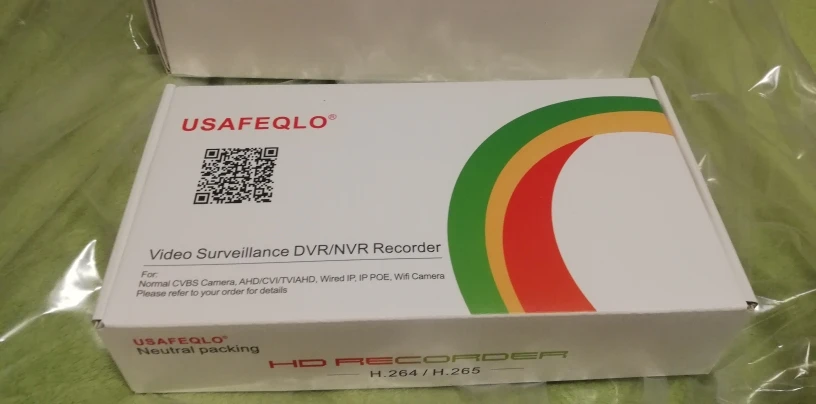 USAFEQLO®
Video Surveillance DVR/NVR Recorder
For:
Normal CVBS Camera, AHD/CVI/TVIAHD, Wired IP, IP POE, Wifi Camera
Please refer to your order for details
USAFEQLO®
Neutral packing
HD RECORDER
H.264 / H.265